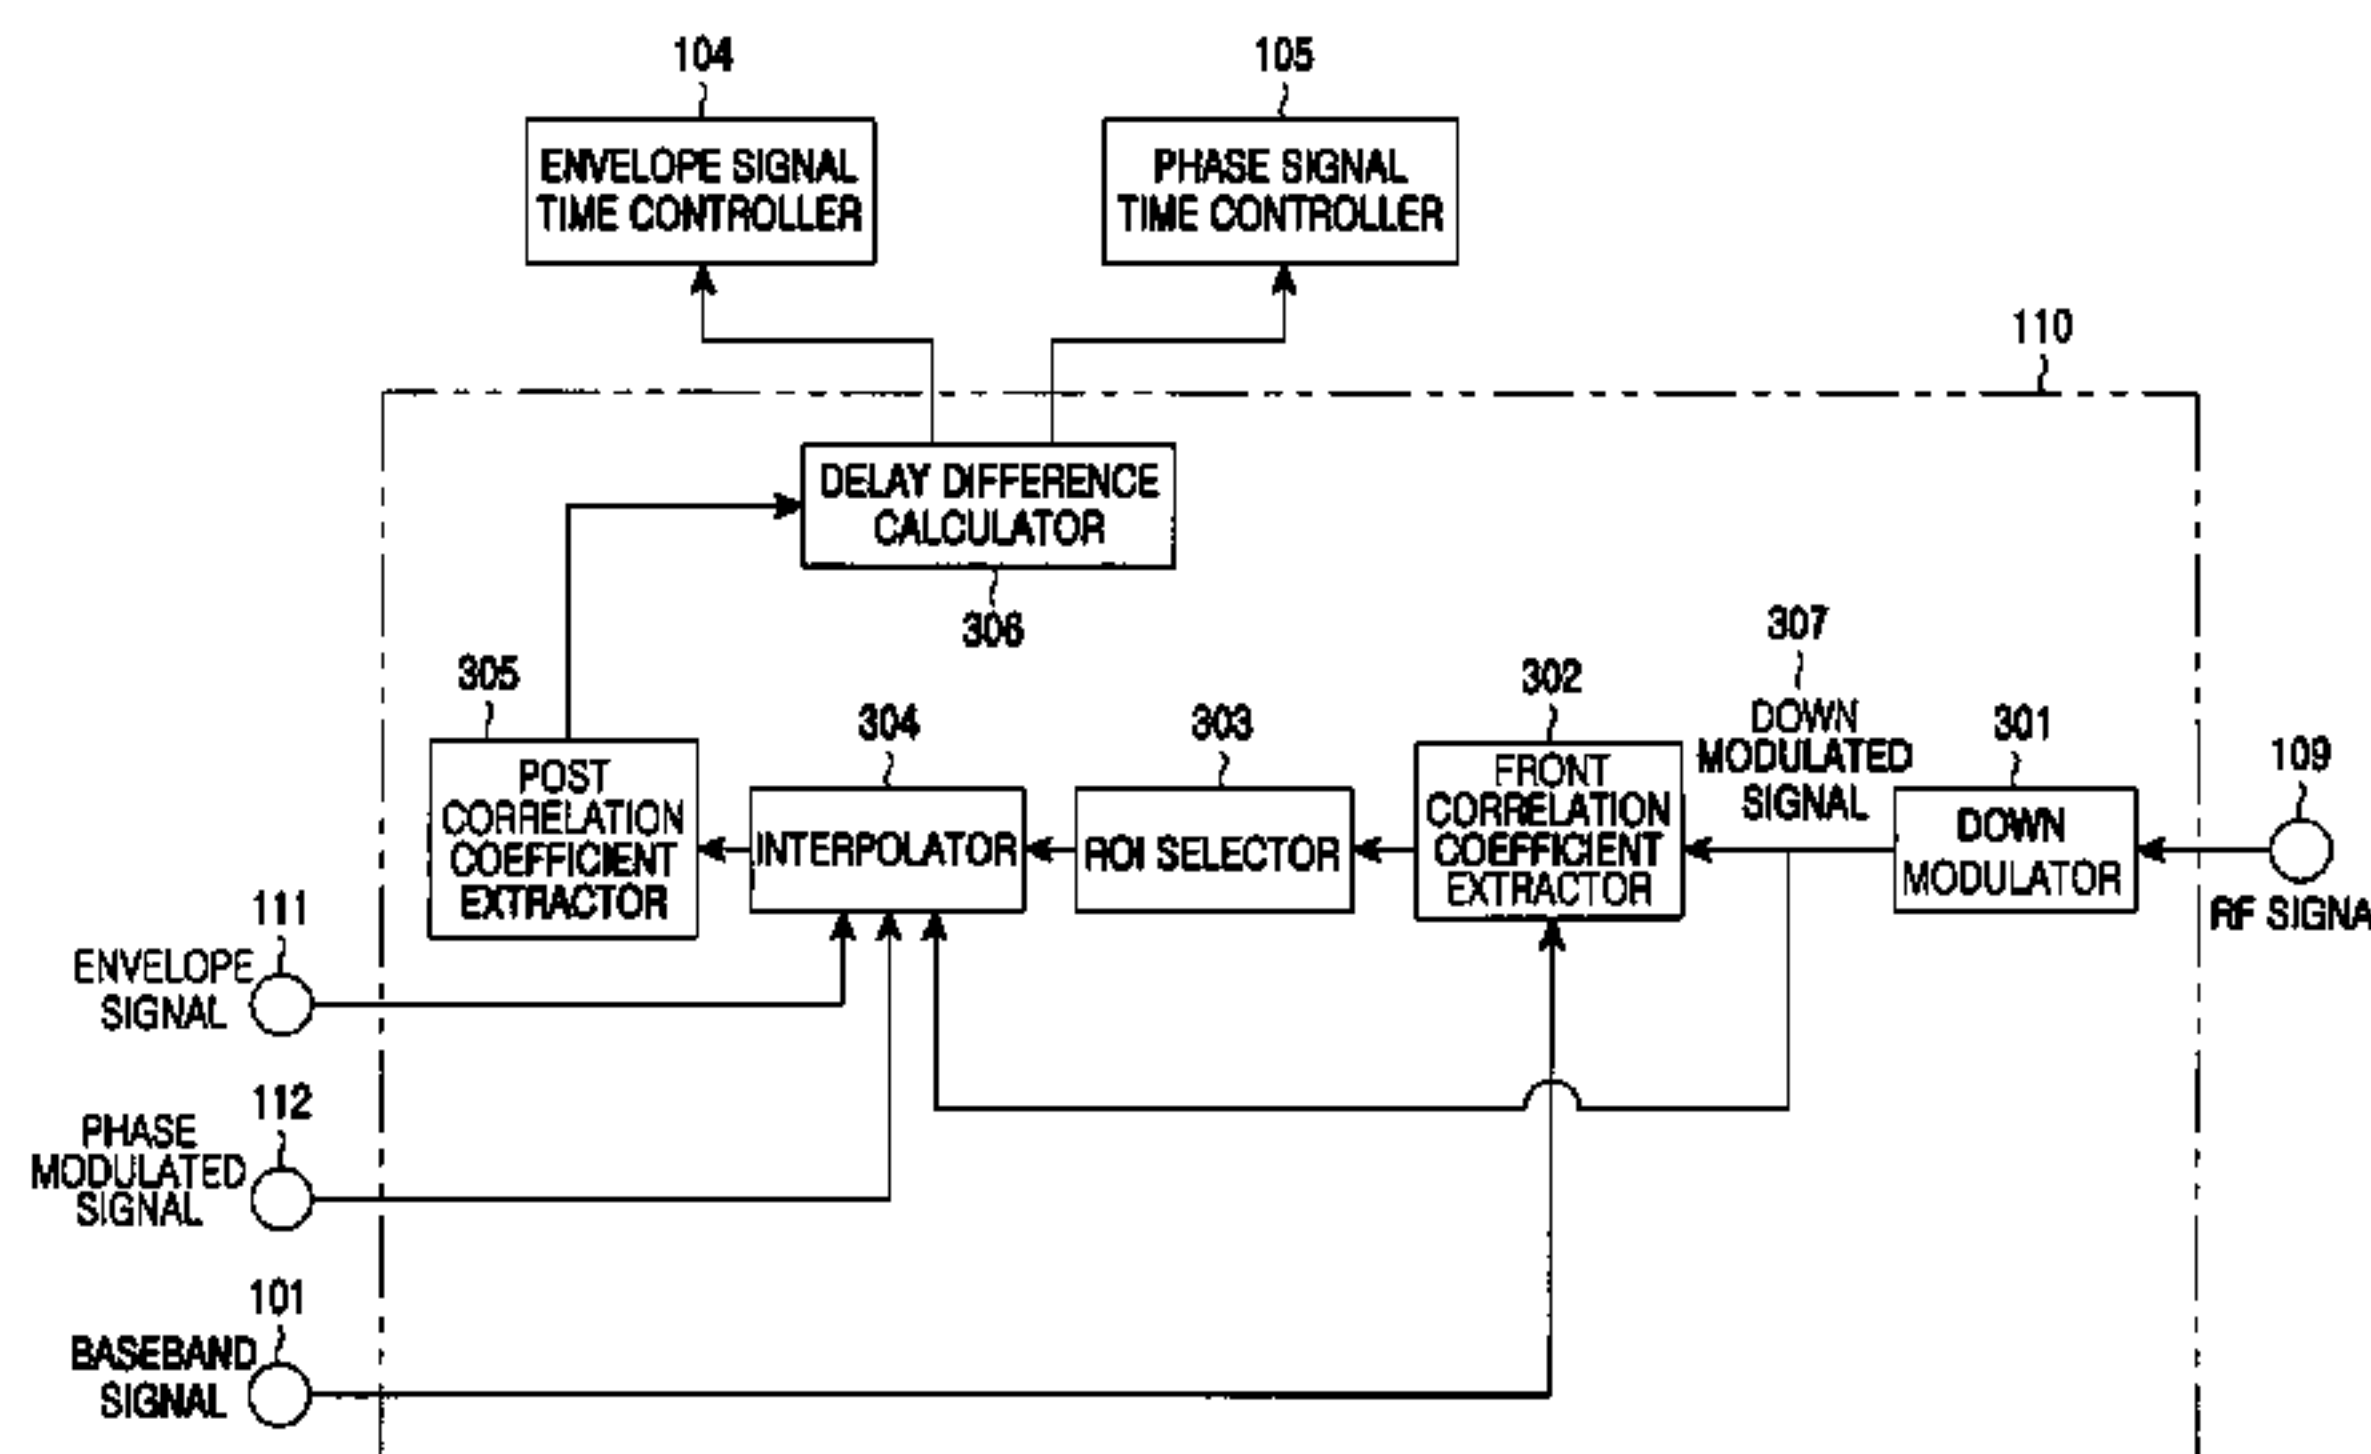 104
105
ENVELOPE SIGNAL
TIME CONTROLLER
PHASE SIGNAL
TIME CONTROLLER
110
DELAY DIFFERENCE
CALCULATOR
306
305
304
303
302
307
DOWN
MODULATED
SIGNAL
301
109
POST
CORRELATION
COEFFICIENT
EXTRACTOR
INTERPOLATOR
ROI SELECTOR
FRONT
CORRELATION
COEFFICIENT
EXTRACTOR
DOWN
MODULATOR
RF SIGNA
111
ENVELOPE
SIGNAL
112
PHASE
MODULATED
SIGNAL
101
BASEBAND
SIGNAL